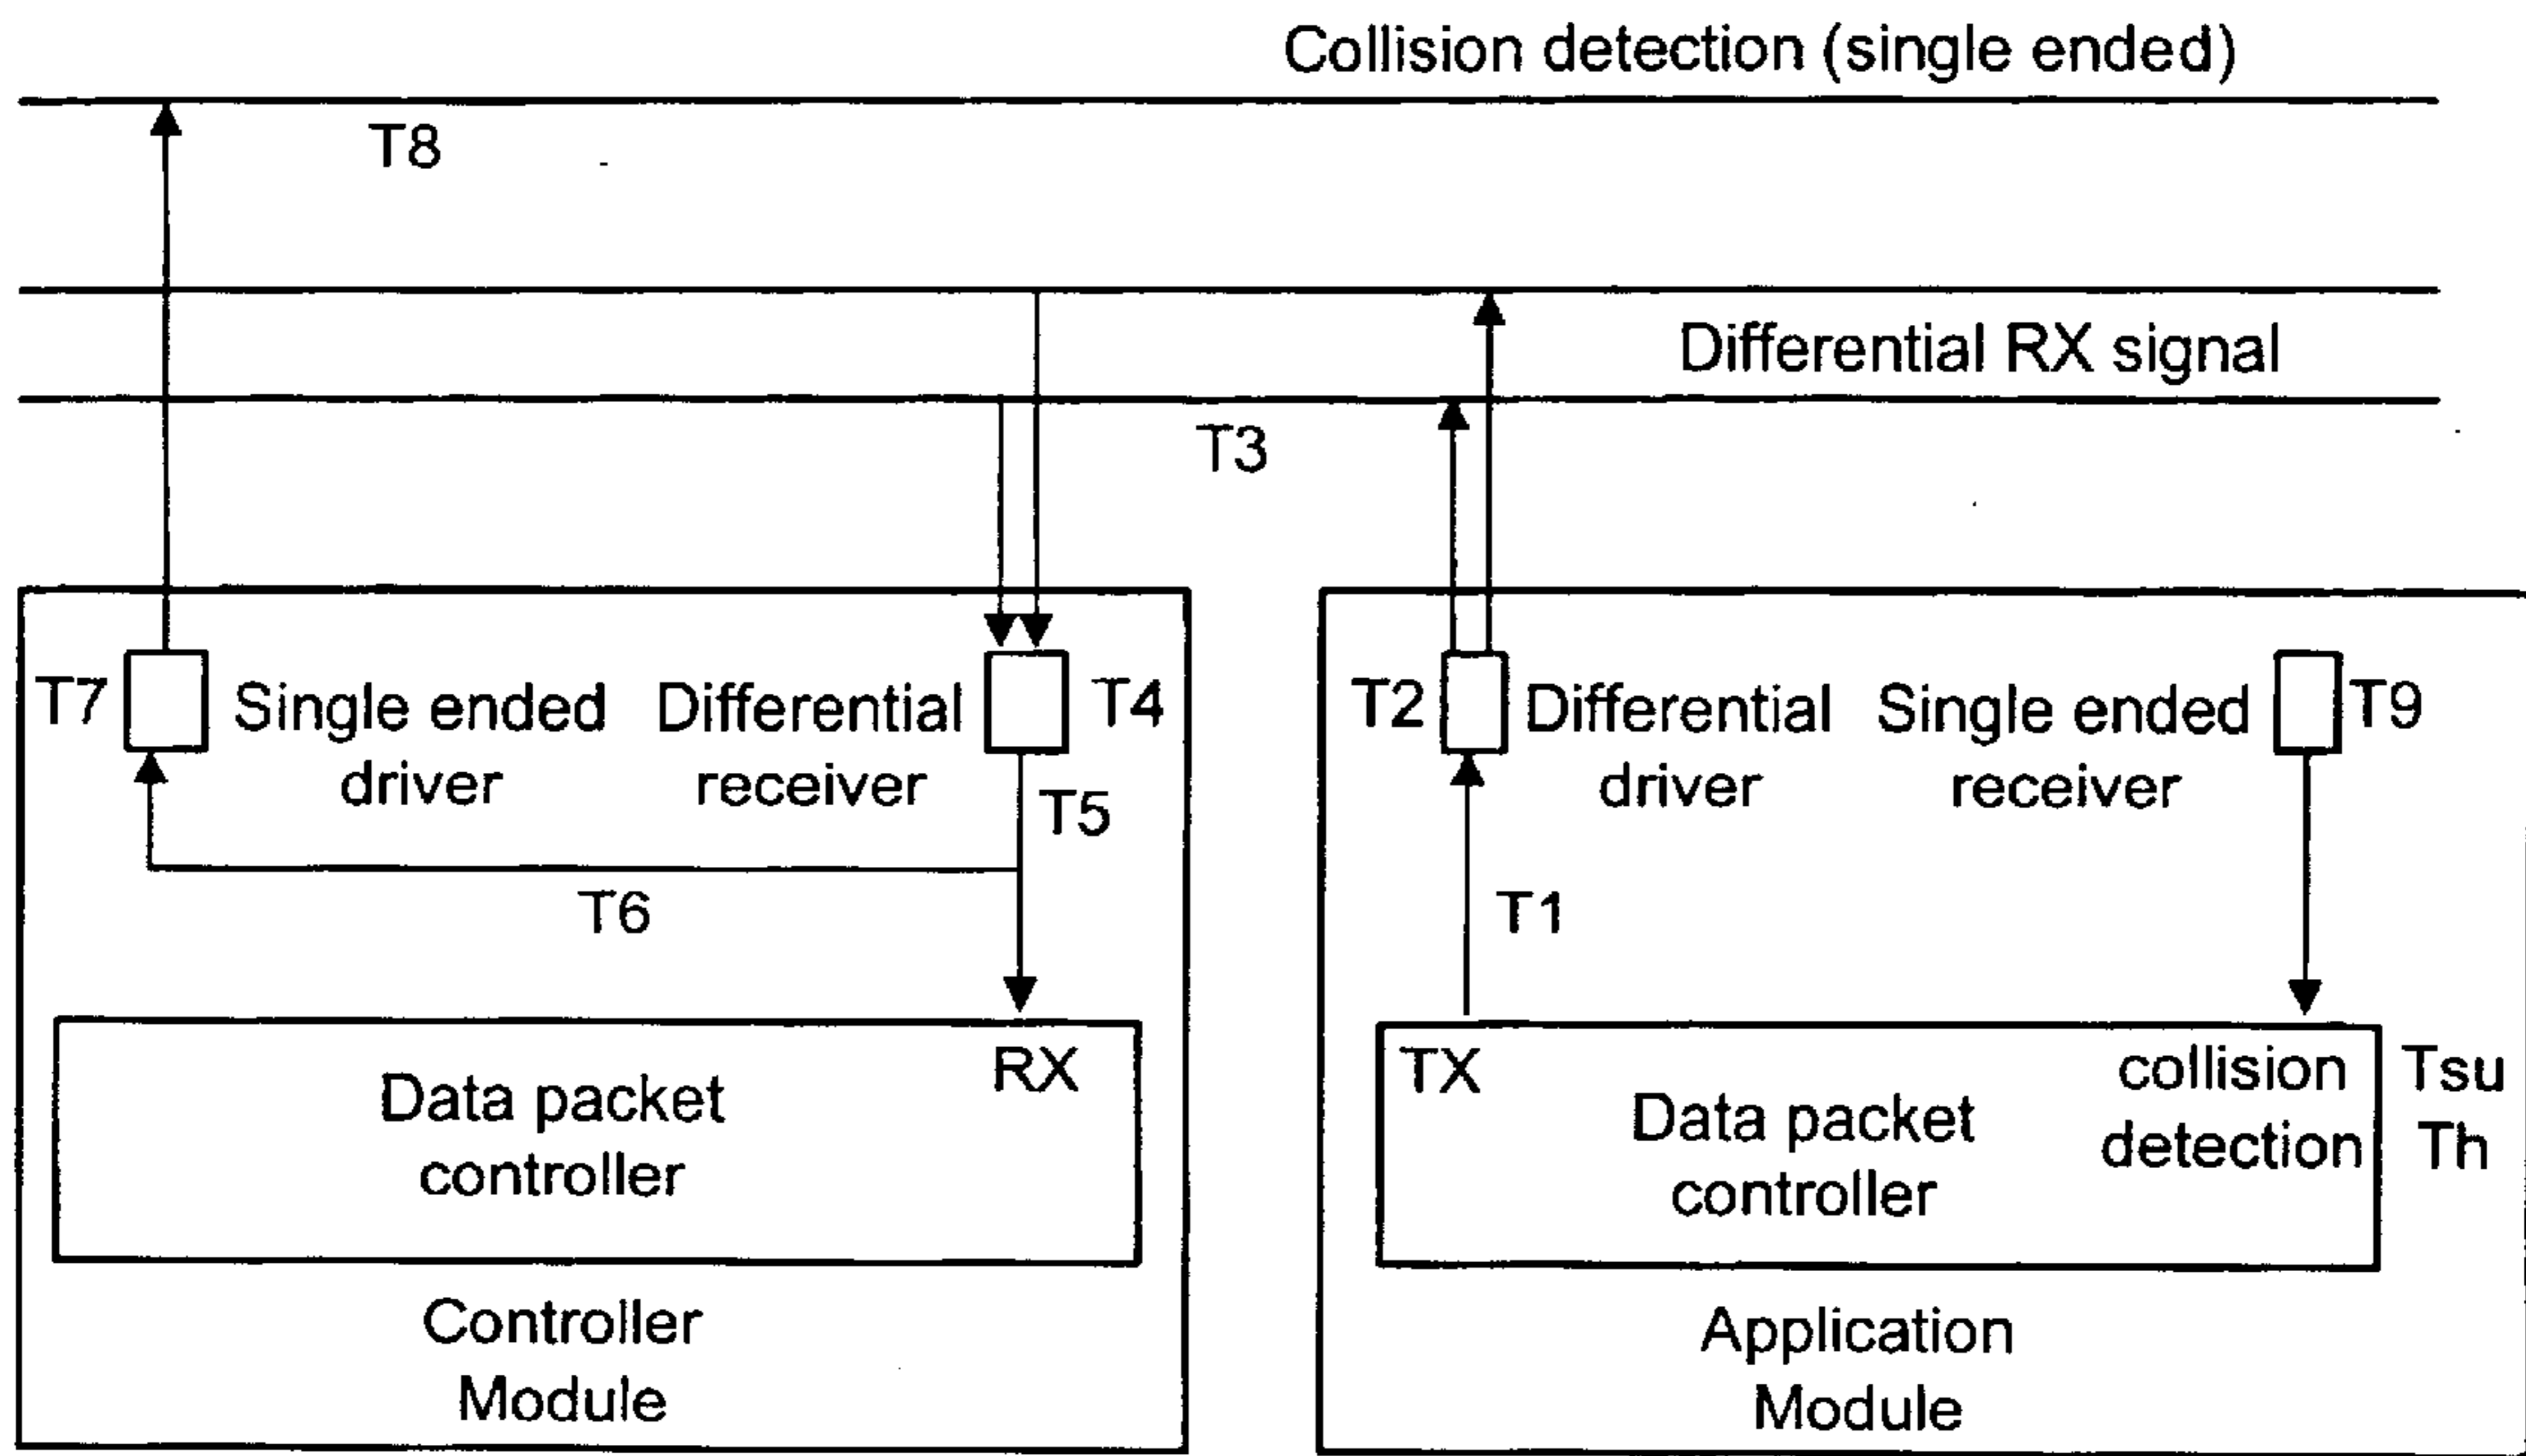 Collision detection (single ended)
T8
Differential RX signal
T3
T7
Single ended
driver
Differential
receiver
T4
T5
T6
RX
Data packet
controller
Controller
Module
T2
Differential
driver
Single ended
receiver
T9
T1
TX
Data packet
controller
collision
detection
Tsu
Th
Application
Module